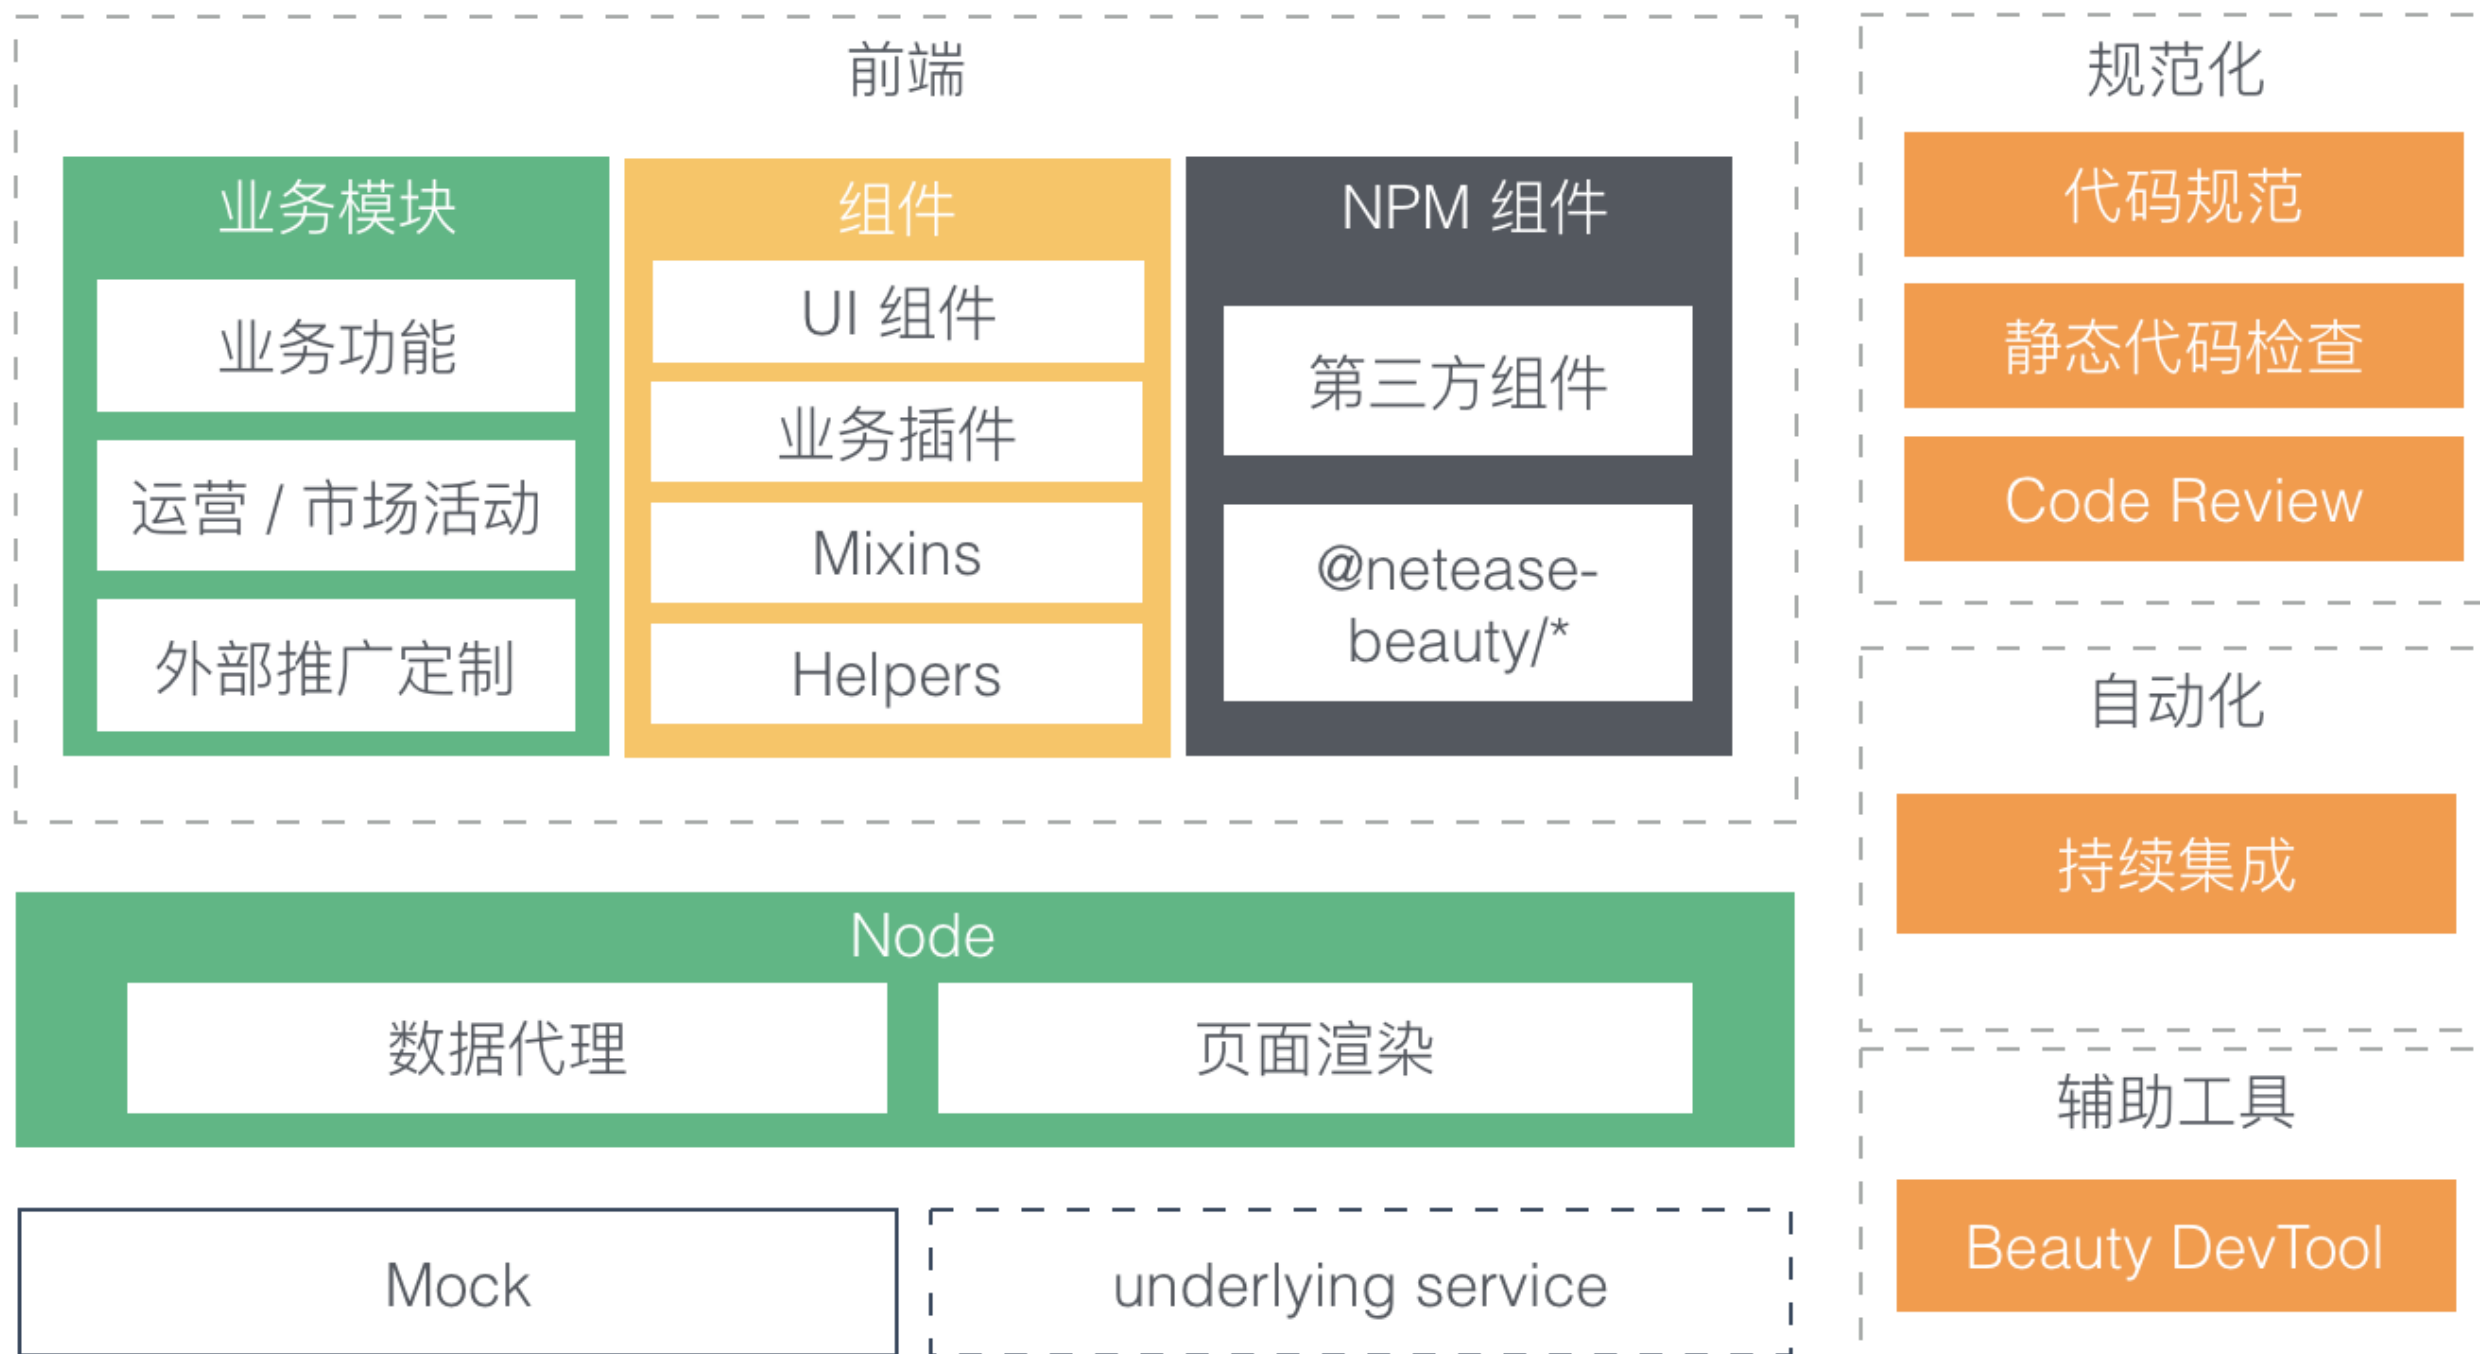 前端
业务模块
业务功能
运营 / 市场活动
外部推广定制
组件
UI 组件
业务插件
Mixins
Helpers
NPM 组件
第三方组件
@netease-
beauty/*
Node
数据代理
页面渲染
Mock
underlying service
规范化
代码规范
静态代码检查
Code Review
自动化
持续集成
辅助工具
Beauty DevTool